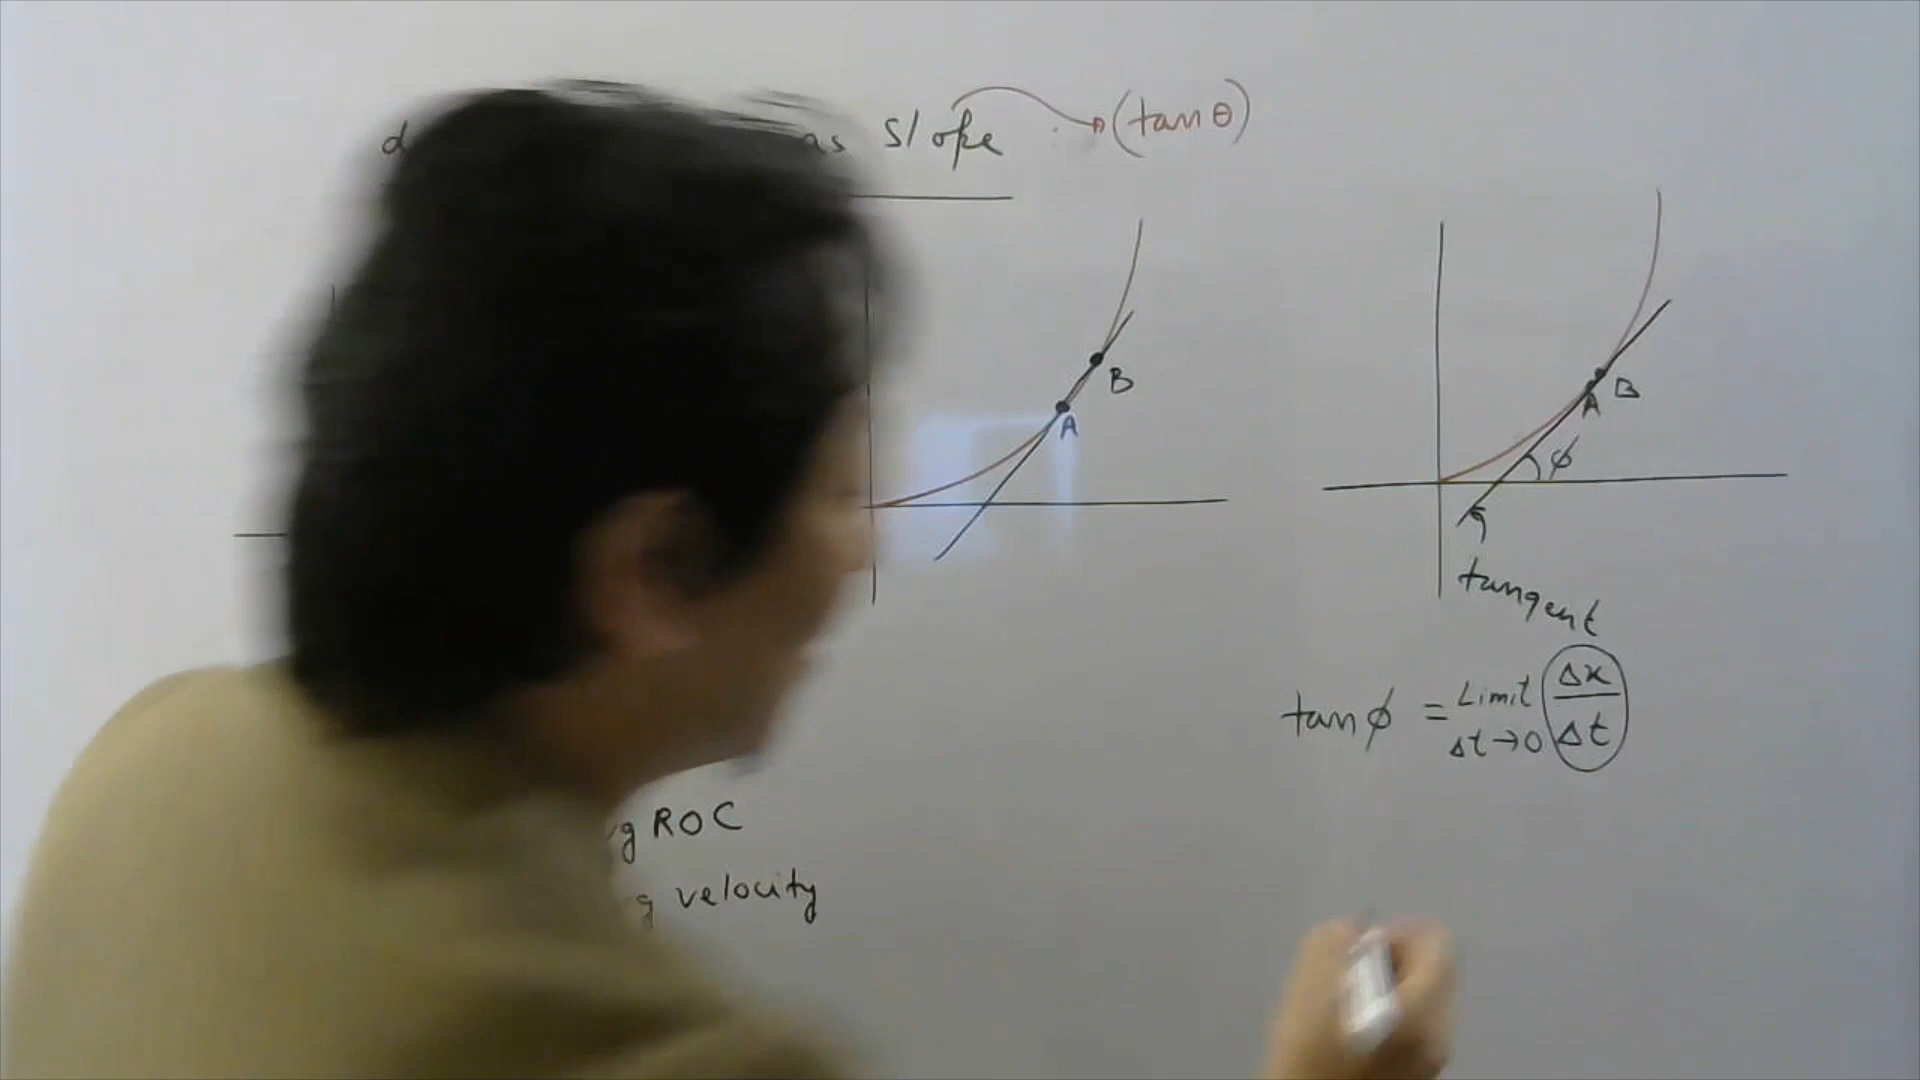 as slope (tan θ)
B
A
B
A
φ
tangent
tan φ = Limit Δt→0 Δx/Δt
ROC
velocity